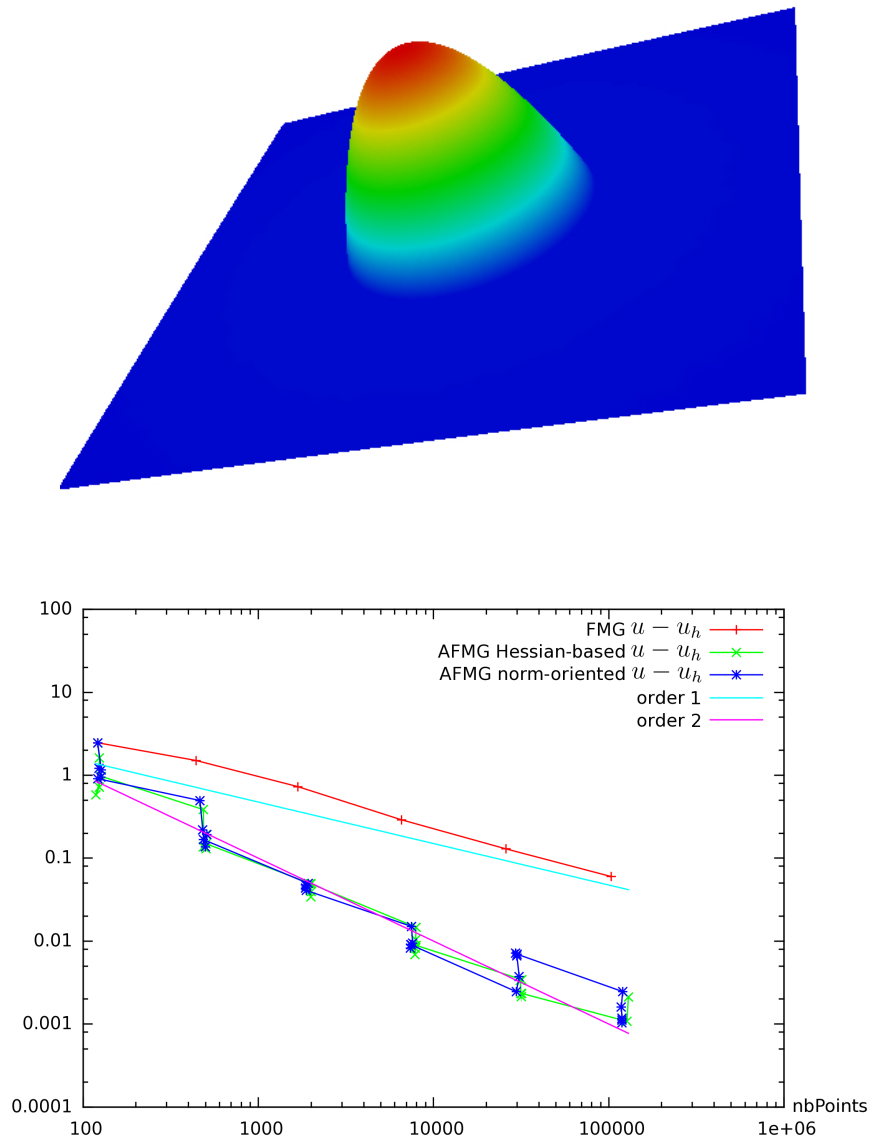 100
10
1
0.1
0.01
0.001
0.0001
FMG u − u_h
AFMG Hessian-based u − u_h
AFMG norm-oriented u − u_h
order 1
order 2
nbPoints
100 1000 10000 100000 1e+06